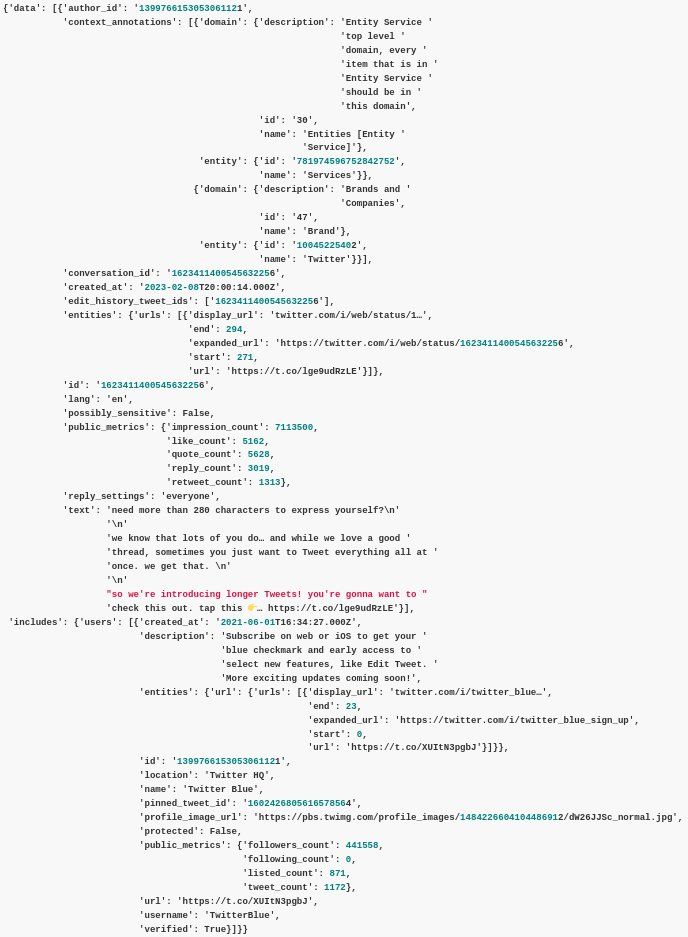 {'data': [{'author_id': '1399766153053061121',
'context_annotations': [{'domain': {'description': 'Entity Service '
'top level '
'domain, every '
'item that is in '
'Entity Service '
'should be in '
'this domain',
'id': '30',
'name': 'Entities [Entity '
'Service]'},
'entity': {'id': '781974596752842752',
'name': 'Services'}},
{'domain': {'description': 'Brands and '
'Companies',
'id': '47',
'name': 'Brand'},
'entity': {'id': '10045225402',
'name': 'Twitter'}}],
'conversation_id': '1623411400545632256',
'created_at': '2023-02-08T20:00:14.000Z',
'edit_history_tweet_ids': ['1623411400545632256'],
'entities': {'urls': [{'display_url': 'twitter.com/i/web/status/1…',
'end': 294,
'expanded_url': 'https://twitter.com/i/web/status/1623411400545632256',
'start': 271,
'url': 'https://t.co/lge9udRzLE'}]},
'id': '1623411400545632256',
'lang': 'en',
'possibly_sensitive': False,
'public_metrics': {'impression_count': 7113500,
'like_count': 5162,
'quote_count': 5628,
'reply_count': 3019,
'retweet_count': 1313},
'reply_settings': 'everyone',
'text': 'need more than 280 characters to express yourself?\n'
'\n'
'we know that lots of you do… and while we love a good '
'thread, sometimes you just want to Tweet everything all at '
'once. we get that. \n'
'\n'
"so we're introducing longer Tweets! you're gonna want to "
'check this out. tap this 👉… https://t.co/lge9udRzLE'}],
'includes': {'users': [{'created_at': '2021-06-01T16:34:27.000Z',
'description': 'Subscribe on web or iOS to get your '
'blue checkmark and early access to '
'select new features, like Edit Tweet. '
'More exciting updates coming soon!',
'entities': {'url': {'urls': [{'display_url': 'twitter.com/i/twitter_blue…',
'end': 23,
'expanded_url': 'https://twitter.com/i/twitter_blue_sign_up',
'start': 0,
'url': 'https://t.co/XUItN3pgbJ'}]}},
'id': '1399766153053061121',
'location': 'Twitter HQ',
'name': 'Twitter Blue',
'pinned_tweet_id': '1602426805616578564',
'profile_image_url': 'https://pbs.twimg.com/profile_images/1484226604104486912/dW26JJSc_normal.jpg',
'protected': False,
'public_metrics': {'followers_count': 441558,
'following_count': 0,
'listed_count': 871,
'tweet_count': 1172},
'url': 'https://t.co/XUItN3pgbJ',
'username': 'TwitterBlue',
'verified': True}]}}